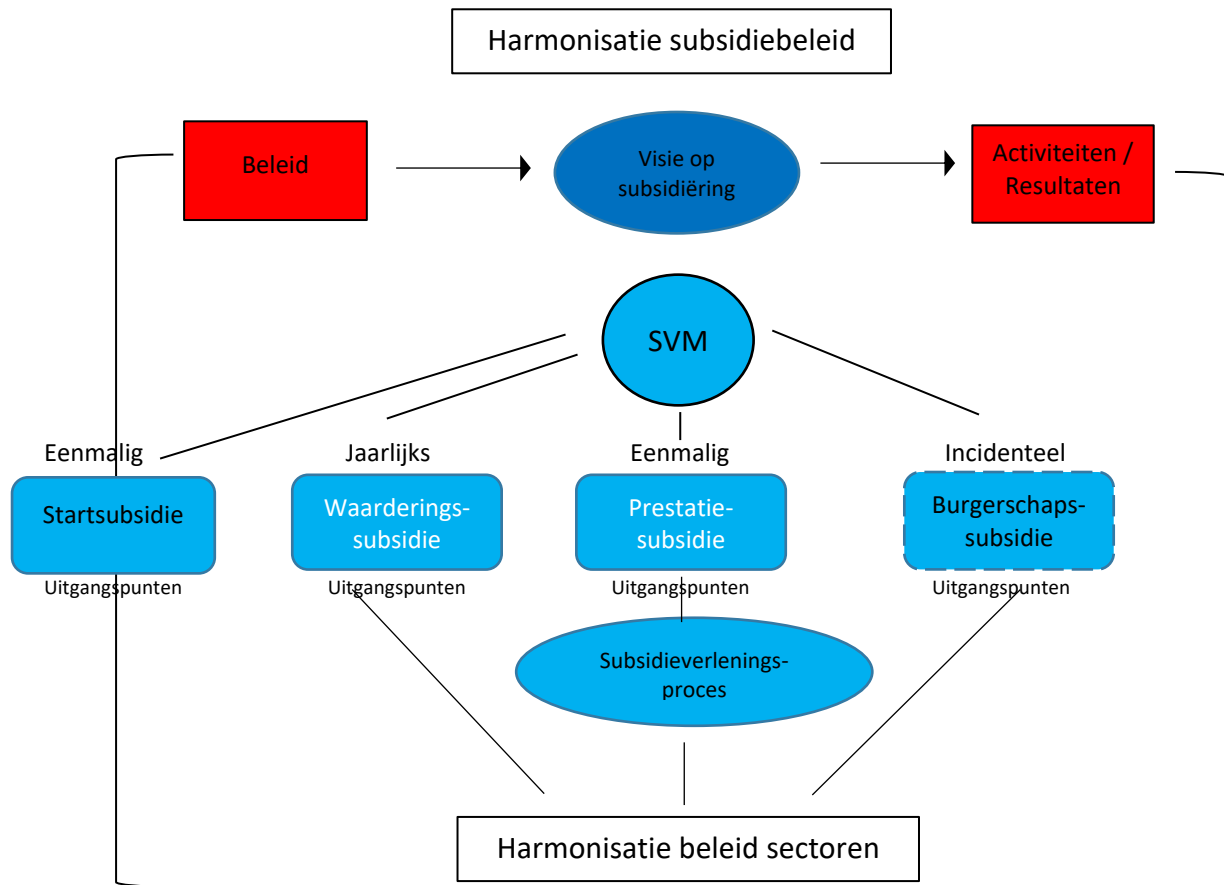 Harmonisatie subsidiebeleid
Beleid
Visie op
subsidiëring
Activiteiten /
Resultaten
SVM
Eenmalig
Jaarlijks
Eenmalig
Incidenteel
Startsubsidie
Waarderings-
subsidie
Prestatie-
subsidie
Burgerschaps-
subsidie
Uitgangspunten
Uitgangspunten
Uitgangspunten
Uitgangspunten
Subsidieverlenings-
proces
Harmonisatie beleid sectoren